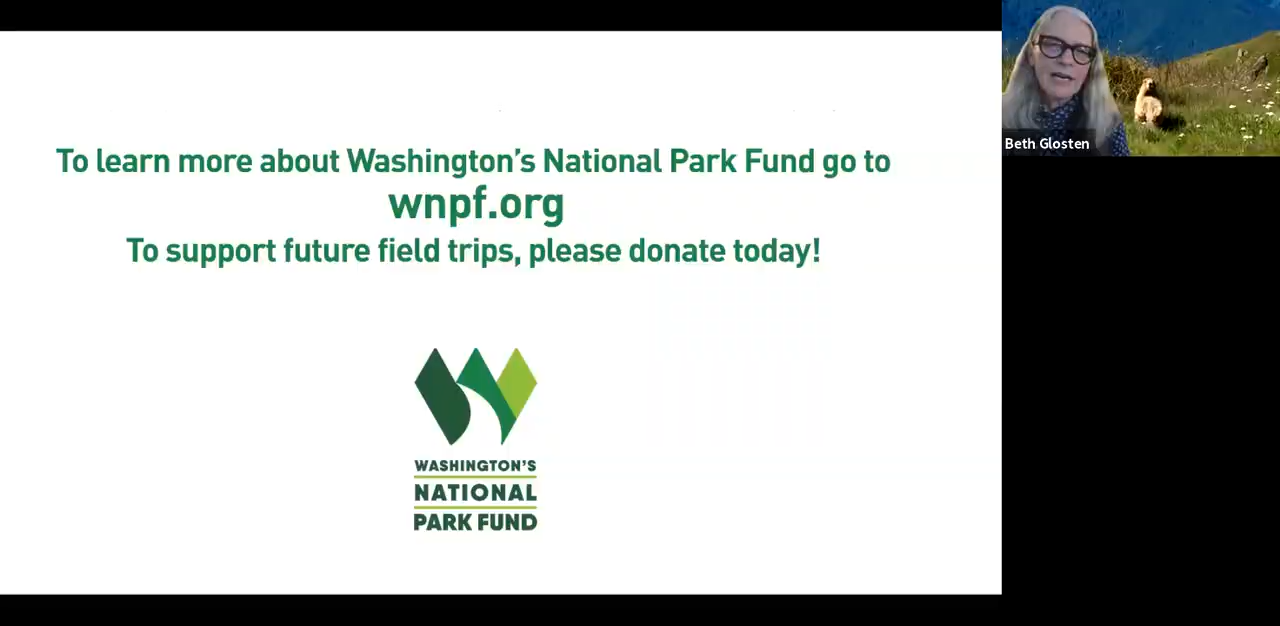 To learn more about Washington's National Park Fund go to
wnpf.org
To support future field trips, please donate today!
WASHINGTON'S
NATIONAL
PARK FUND
Beth Glosten